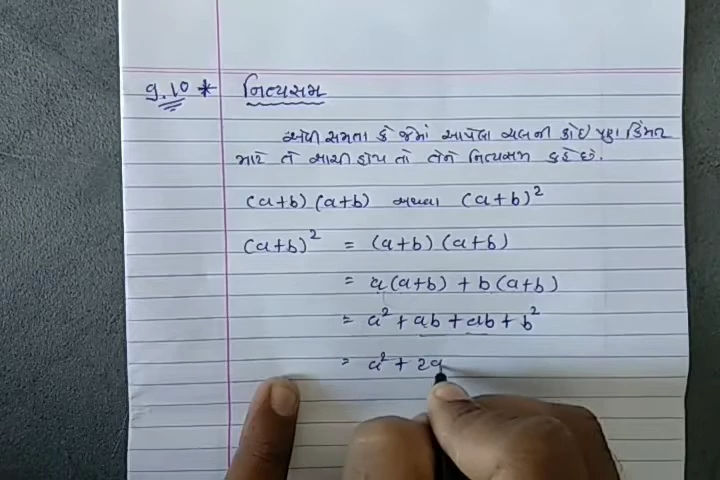 9.10 * નિત્યસમ
એવી સમતા કે જેમાં આપેલા ચલની કોઈ પણ કિંમત
માટે તે સાચી હોય તો તેને નિત્યસમ કહે છે.
(a+b) (a+b) અથવા (a+b)²
(a+b)² = (a+b) (a+b)
= a(a+b) + b(a+b)
= a² + ab + ab + b²
= a² + 2a